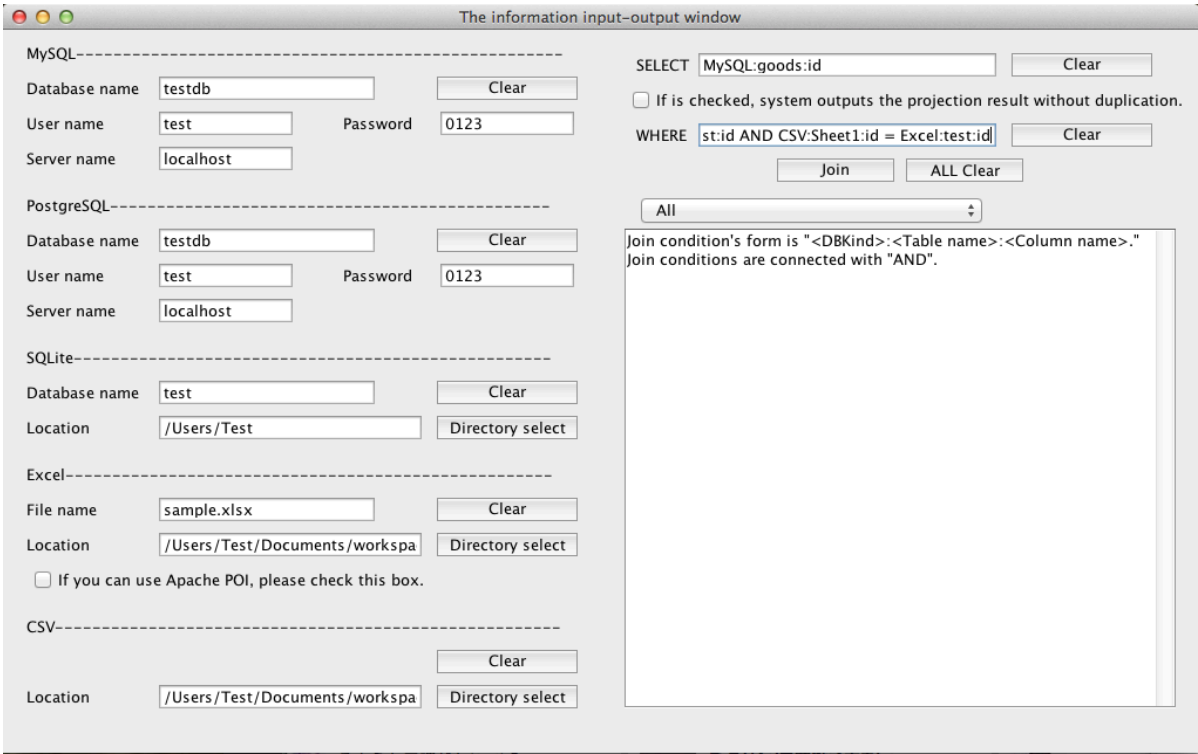 The information input-output window
MySQL----------------------------------------------------
Database name testdb Clear
User name test Password 0123
Server name localhost
PostgreSQL-----------------------------------------------
Database name testdb Clear
User name test Password 0123
Server name localhost
SQLite---------------------------------------------------
Database name test Clear
Location /Users/Test Directory select
Excel----------------------------------------------------
File name sample.xlsx Clear
Location /Users/Test/Documents/workspa Directory select
If you can use Apache POI, please check this box.
CSV------------------------------------------------------
Clear
Location /Users/Test/Documents/workspa Directory select
SELECT MySQL:goods:id Clear
If is checked, system outputs the projection result without duplication.
WHERE st:id AND CSV:Sheet1:id = Excel:test:id Clear
Join ALL Clear
All
Join condition's form is "<DBKind>:<Table name>:<Column name>."
Join conditions are connected with "AND".